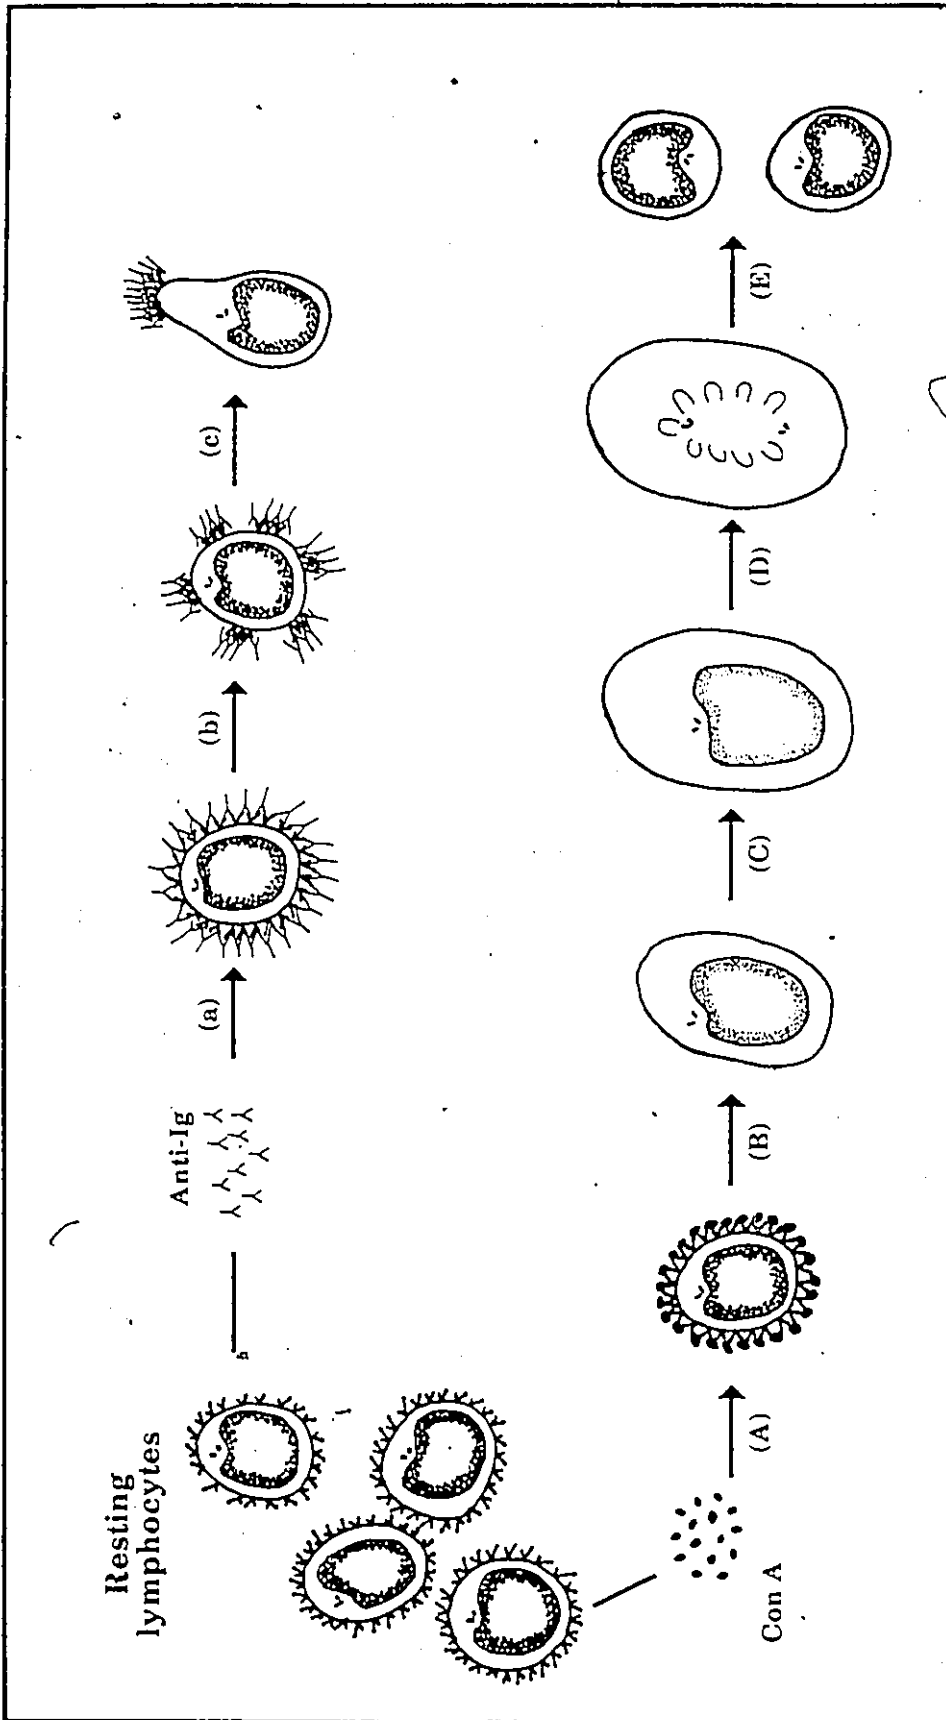 Resting
lymphocytes
Anti-Ig
(a)
(b)
(c)
Con A
(A)
(B)
(C)
(D)
(E)